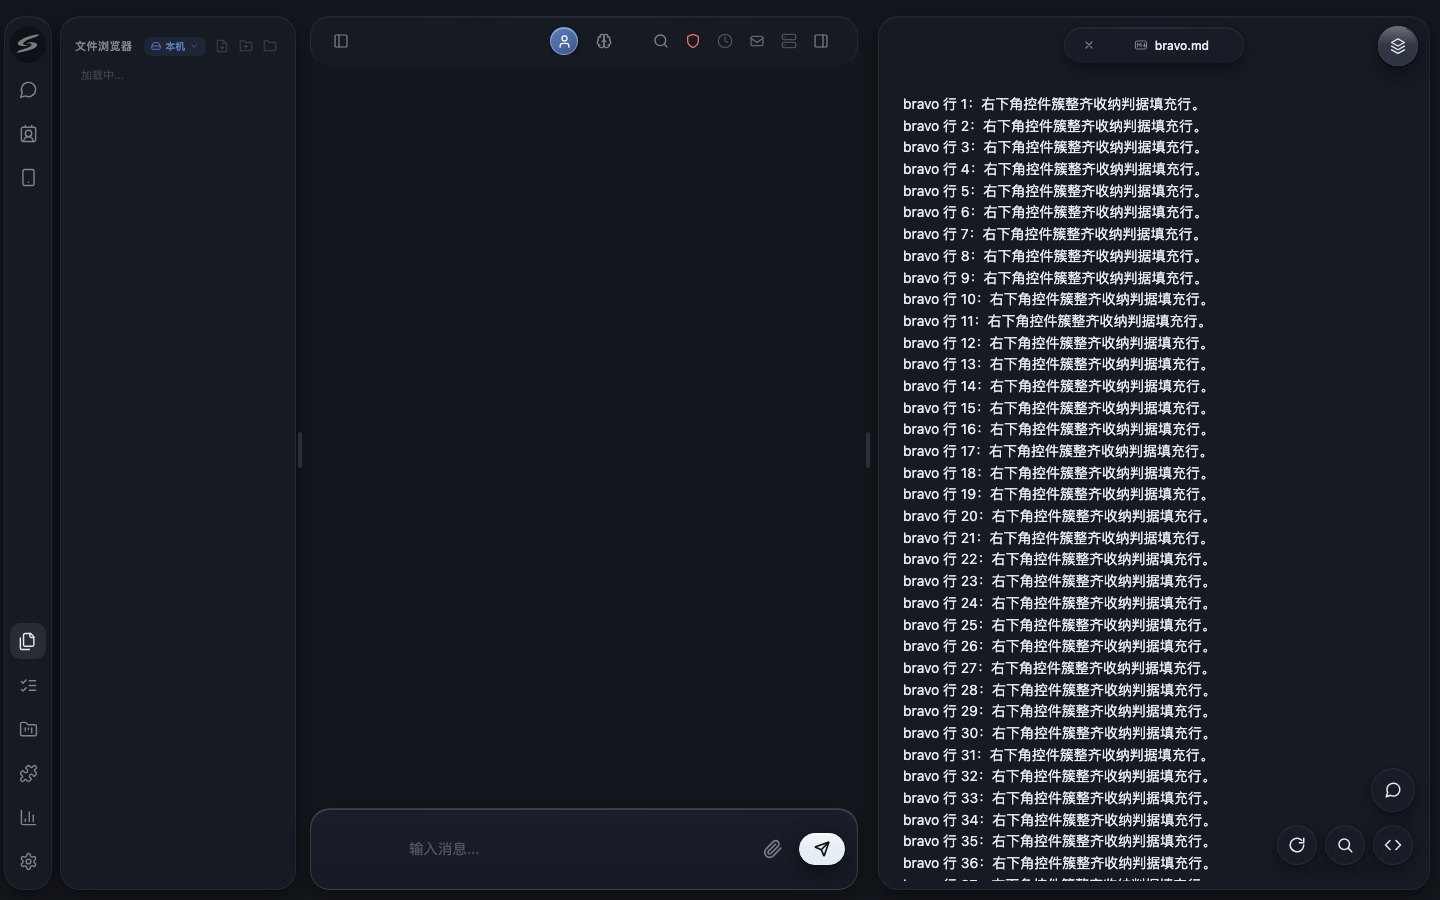 文件浏览器
本机
加载中...
输入消息...
bravo.md
bravo 行 1：右下角控件簇整齐收纳判据填充行。
bravo 行 2：右下角控件簇整齐收纳判据填充行。
bravo 行 3：右下角控件簇整齐收纳判据填充行。
bravo 行 4：右下角控件簇整齐收纳判据填充行。
bravo 行 5：右下角控件簇整齐收纳判据填充行。
bravo 行 6：右下角控件簇整齐收纳判据填充行。
bravo 行 7：右下角控件簇整齐收纳判据填充行。
bravo 行 8：右下角控件簇整齐收纳判据填充行。
bravo 行 9：右下角控件簇整齐收纳判据填充行。
bravo 行 10：右下角控件簇整齐收纳判据填充行。
bravo 行 11：右下角控件簇整齐收纳判据填充行。
bravo 行 12：右下角控件簇整齐收纳判据填充行。
bravo 行 13：右下角控件簇整齐收纳判据填充行。
bravo 行 14：右下角控件簇整齐收纳判据填充行。
bravo 行 15：右下角控件簇整齐收纳判据填充行。
bravo 行 16：右下角控件簇整齐收纳判据填充行。
bravo 行 17：右下角控件簇整齐收纳判据填充行。
bravo 行 18：右下角控件簇整齐收纳判据填充行。
bravo 行 19：右下角控件簇整齐收纳判据填充行。
bravo 行 20：右下角控件簇整齐收纳判据填充行。
bravo 行 21：右下角控件簇整齐收纳判据填充行。
bravo 行 22：右下角控件簇整齐收纳判据填充行。
bravo 行 23：右下角控件簇整齐收纳判据填充行。
bravo 行 24：右下角控件簇整齐收纳判据填充行。
bravo 行 25：右下角控件簇整齐收纳判据填充行。
bravo 行 26：右下角控件簇整齐收纳判据填充行。
bravo 行 27：右下角控件簇整齐收纳判据填充行。
bravo 行 28：右下角控件簇整齐收纳判据填充行。
bravo 行 29：右下角控件簇整齐收纳判据填充行。
bravo 行 30：右下角控件簇整齐收纳判据填充行。
bravo 行 31：右下角控件簇整齐收纳判据填充行。
bravo 行 32：右下角控件簇整齐收纳判据填充行。
bravo 行 33：右下角控件簇整齐收纳判据填充行。
bravo 行 34：右下角控件簇整齐收纳判据填充行。
bravo 行 35：右下角控件簇整齐收纳判据填充行。
bravo 行 36：右下角控件簇整齐收纳判据填充行。